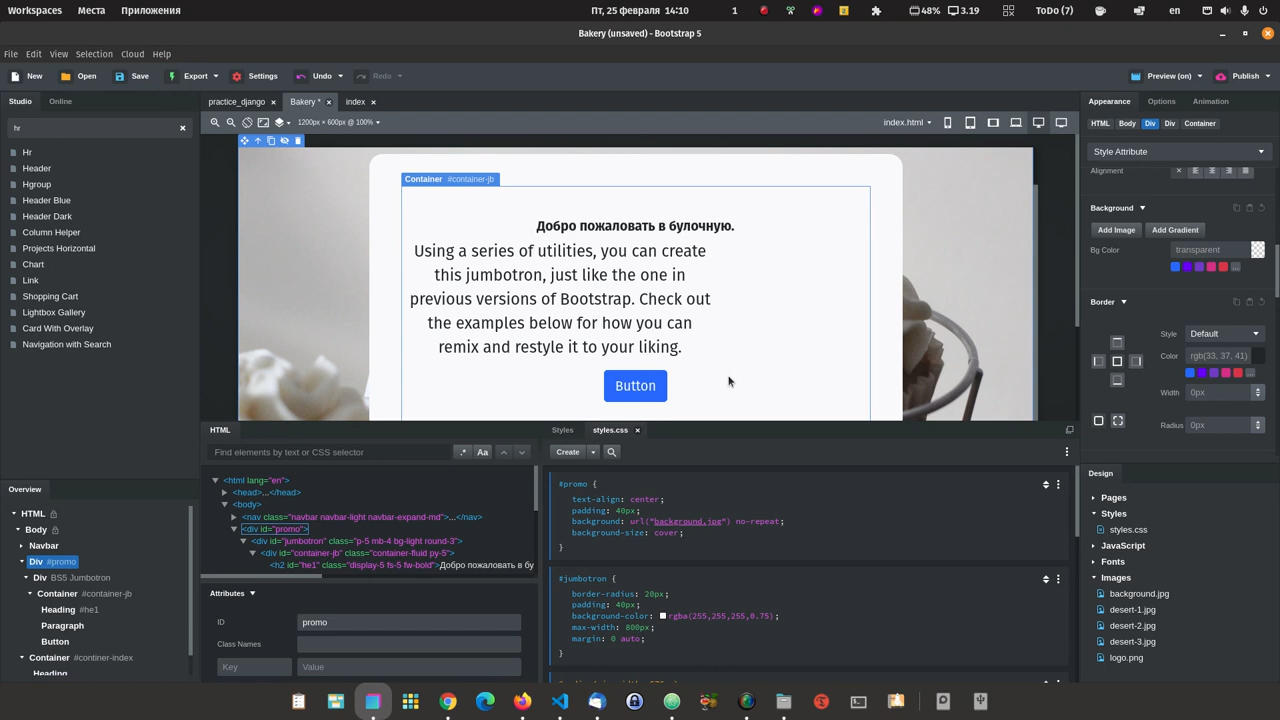 Workspaces Места Приложения Пт, 25 февраля 14:10 1 2 48% 3.19 ToDo (7) en
Bakery (unsaved) - Bootstrap 5
File Edit View Selection Cloud Help
New Open Save Export Settings Undo Redo Preview (on) Publish
Studio Online
hr
Hr
Header
Hgroup
Header Blue
Header Dark
Column Helper
Projects Horizontal
Chart
Link
Shopping Cart
Lightbox Gallery
Card With Overlay
Navigation with Search
Overview
HTML
Body
Navbar
Div #promo
Div BS5 Jumbotron
Container #container-jb
Heading #he1
Paragraph
Button
Container #continer-index
Heading
practice_django Bakery * index
1200px × 600px @ 100% index.html
Container #container-jb
Добро пожаловать в булочную.
Using a series of utilities, you can create
this jumbotron, just like the one in
previous versions of Bootstrap. Check out
the examples below for how you can
remix and restyle it to your liking.
Button
HTML
Find elements by text or CSS selector .* Aa
<html lang="en">
<head>...</head>
<body>
<nav class="navbar navbar-light navbar-expand-md">...</nav>
<div id="promo">
<div id="jumbotron" class="p-5 mb-4 bg-light round-3">
<div id="container-jb" class="container-fluid py-5">
<h2 id="he1" class="display-5 fs-5 fw-bold">Добро пожаловать в бу
Attributes
ID promo
Class Names
Key Value
Styles styles.css
Create
#promo {
text-align: center;
padding: 40px;
background: url("background.jpg") no-repeat;
background-size: cover;
}
#jumbotron {
border-radius: 20px;
padding: 40px;
background-color: rgba(255,255,255,0.75);
max-width: 800px;
margin: 0 auto;
}
Appearance Options Animation
HTML Body Div Div Container
Style Attribute
Alignment
Background
Add Image Add Gradient
Bg Color transparent
...
Border
Style Default
Color rgb(33, 37, 41)
...
Width 0px
Radius 0px
Design
Pages
Styles
styles.css
JavaScript
Fonts
Images
background.jpg
desert-1.jpg
desert-2.jpg
desert-3.jpg
logo.png